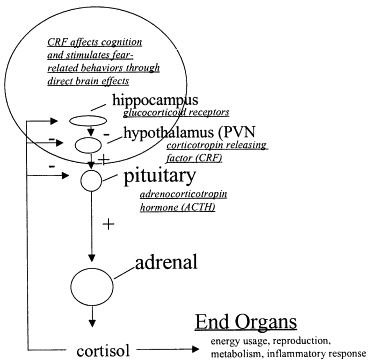 CRF affects cognition
and stimulates fear-
related behaviors through
direct brain effects
hippocampus
glucocorticoid receptors
-
-
hypothalamus (PVN
corticotropin releasing
factor (CRF)
+
-
pituitary
adrenocorticotropin
hormone (ACTH)
+
adrenal
End Organs
energy usage, reproduction,
metabolism, inflammatory response
cortisol